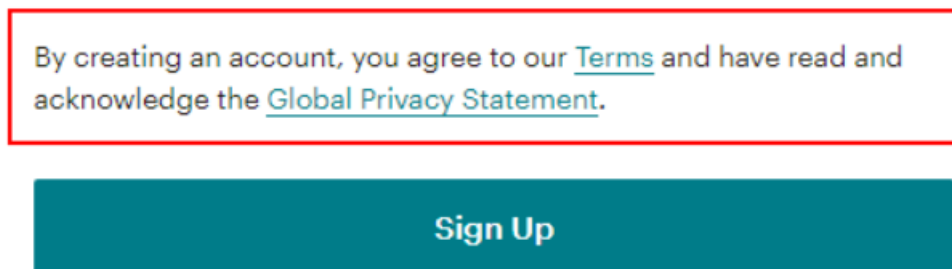 By creating an account, you agree to our Terms and have read and
acknowledge the Global Privacy Statement.
Sign Up